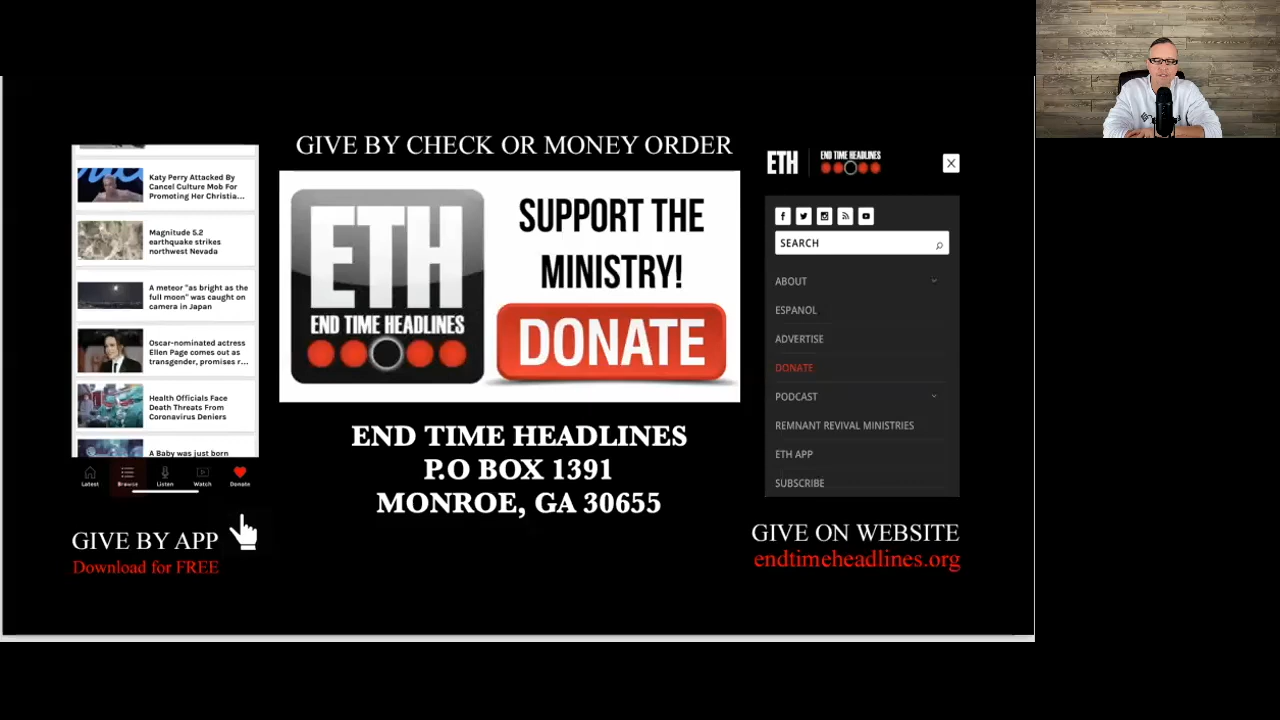 Katy Perry Attacked By
Cancel Culture Mob For
Promoting Her Christia...
Magnitude 5.2
earthquake strikes
northwest Nevada
A meteor "as bright as the
full moon" was caught on
camera in Japan
Oscar-nominated actress
Ellen Page comes out as
transgender, promises r...
Health Officials Face
Death Threats From
Coronavirus Deniers
A Baby was just born
Latest
Browse
Listen
Watch
Donate
GIVE BY APP
Download for FREE
GIVE BY CHECK OR MONEY ORDER
ETH
END TIME HEADLINES
SUPPORT THE
MINISTRY!
DONATE
END TIME HEADLINES
P.O BOX 1391
MONROE, GA 30655
ETH
END TIME HEADLINES
SEARCH
ABOUT
ESPANOL
ADVERTISE
DONATE
PODCAST
REMNANT REVIVAL MINISTRIES
ETH APP
SUBSCRIBE
GIVE ON WEBSITE
endtimeheadlines.org